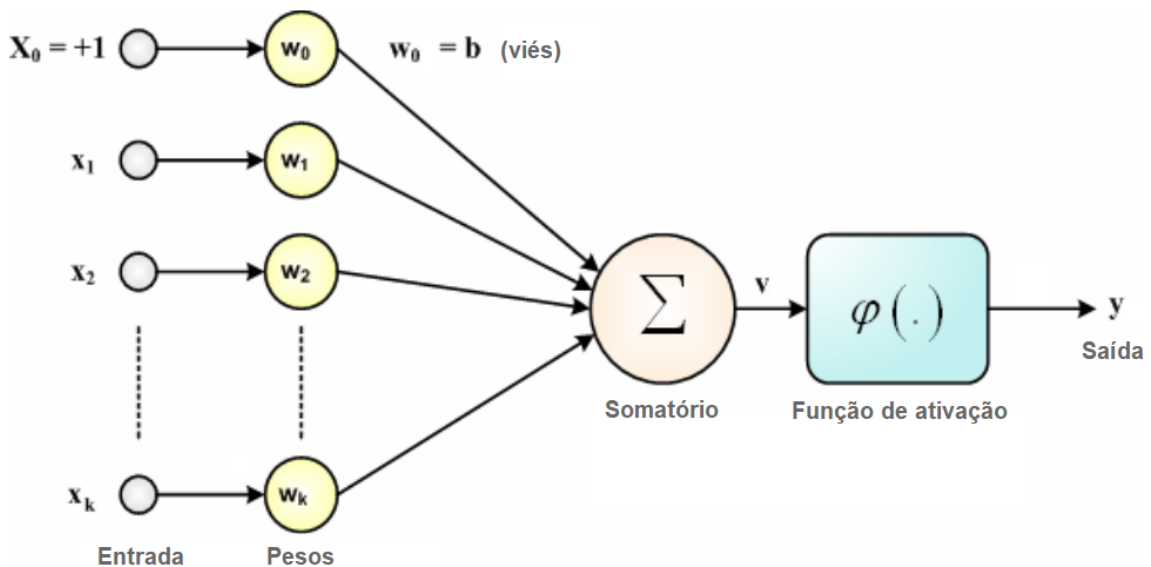 X₀ = +1
w₀
w₀ = b (viés)
x₁
w₁
x₂
w₂
∑
v
φ(.)
y
Saída
Somatório
Função de ativação
xₖ
wₖ
Entrada
Pesos